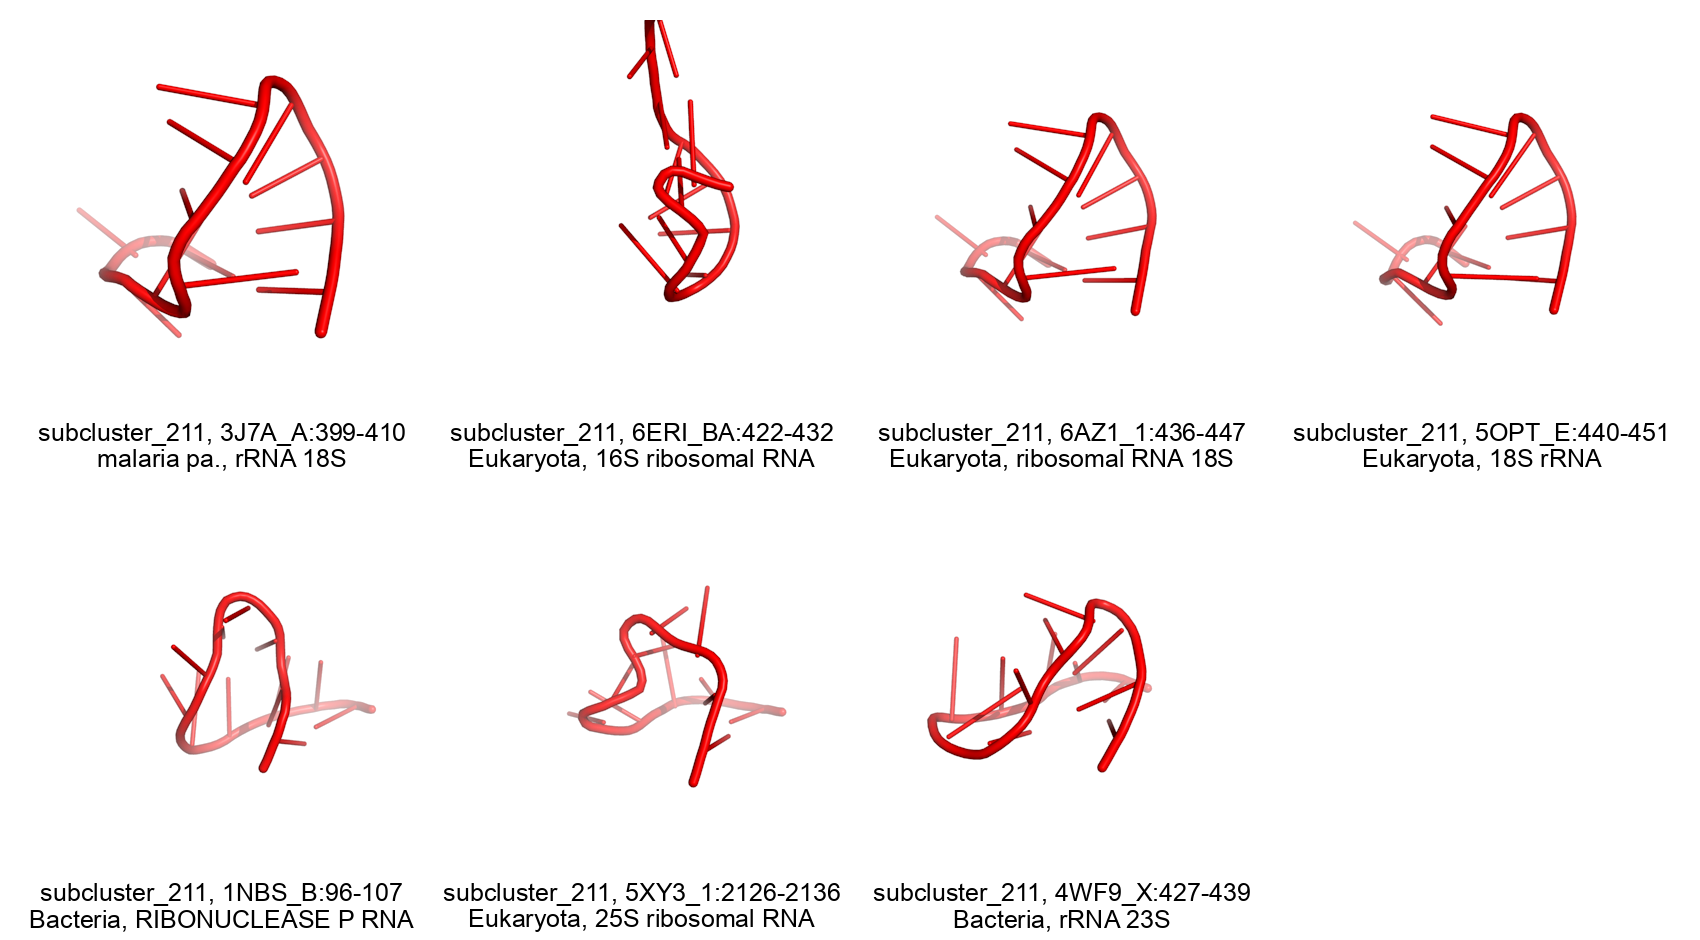 subcluster_211, 3J7A_A:399-410
malaria pa., rRNA 18S
subcluster_211, 6ERI_BA:422-432
Eukaryota, 16S ribosomal RNA
subcluster_211, 6AZ1_1:436-447
Eukaryota, ribosomal RNA 18S
subcluster_211, 5OPT_E:440-451
Eukaryota, 18S rRNA
subcluster_211, 1NBS_B:96-107
Bacteria, RIBONUCLEASE P RNA
subcluster_211, 5XY3_1:2126-2136
Eukaryota, 25S ribosomal RNA
subcluster_211, 4WF9_X:427-439
Bacteria, rRNA 23S